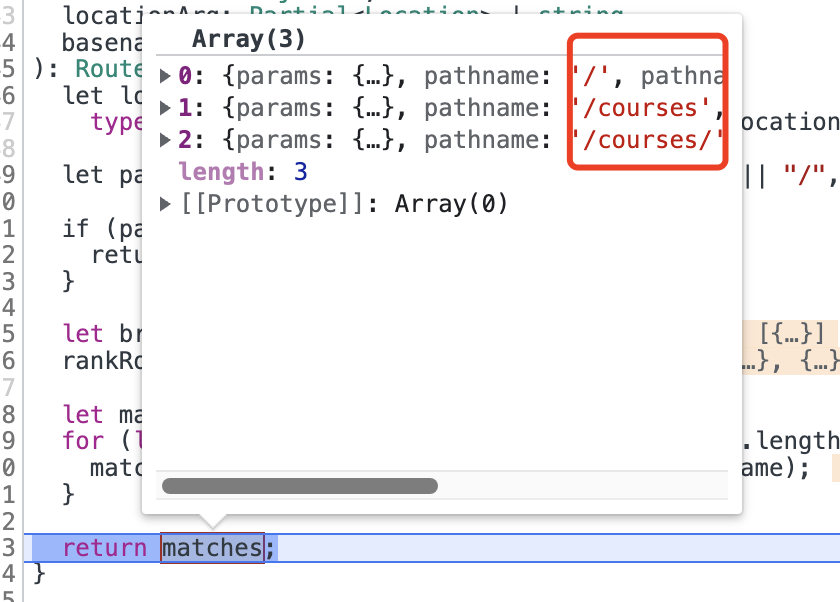 3 locationArg: Partial<Location> | string
4 basena
5 ): Route
6 let lo
7 type ocation
8
9 let pa || "/",
0
1 if (pa
2 retu
3 }
4
5 let br [{…}]
6 rankRo …}, {…}
7
8 let ma
9 for (l .length
0 matc ame);
1 }
2
3 return matches;
4 }
5
Array(3)
0: {params: {…}, pathname: '/', pathna
1: {params: {…}, pathname: '/courses',
2: {params: {…}, pathname: '/courses/'
length: 3
[[Prototype]]: Array(0)